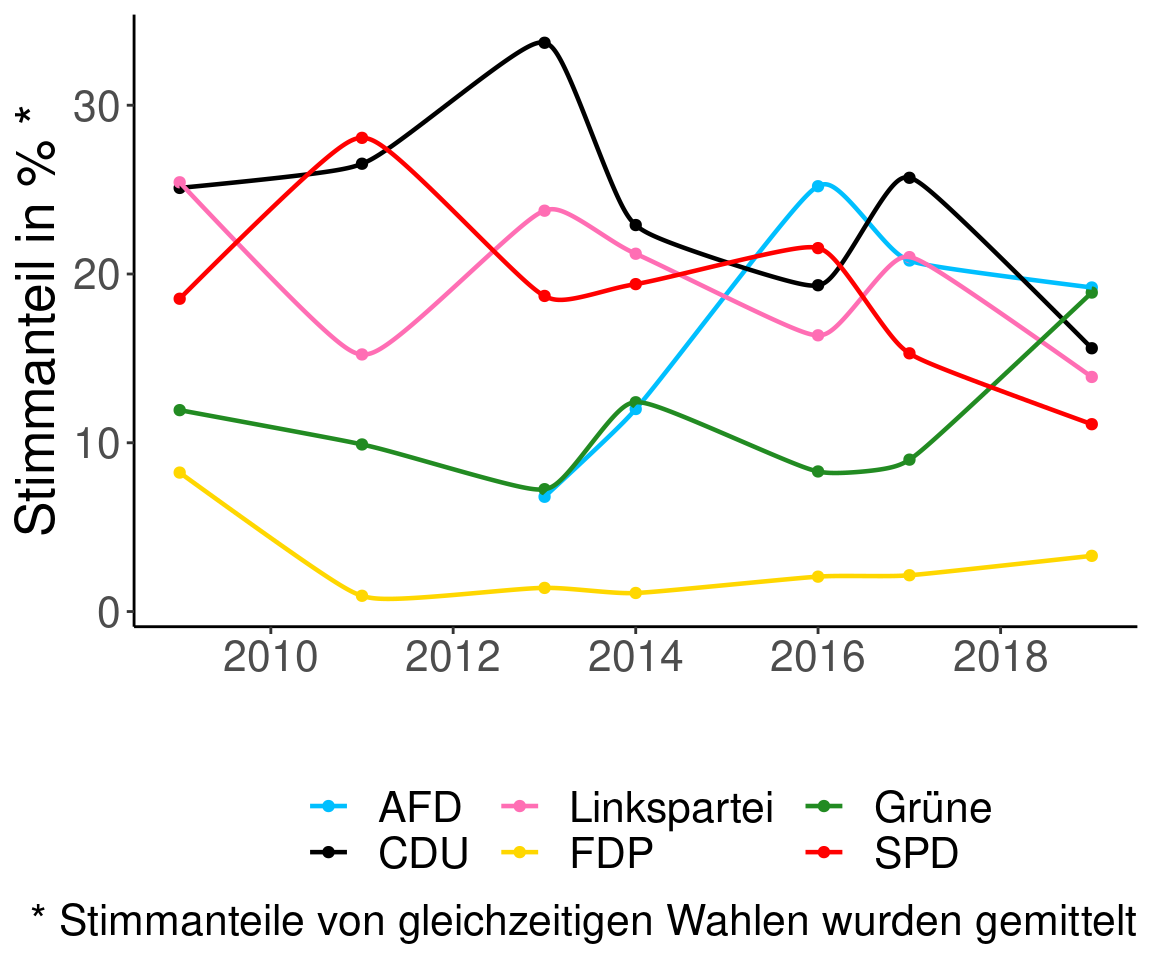 Stimmanteil in % *
30
20
10
0
2010 2012 2014 2016 2018
AFD Linkspartei Grüne
CDU FDP SPD
* Stimmanteile von gleichzeitigen Wahlen wurden gemittelt